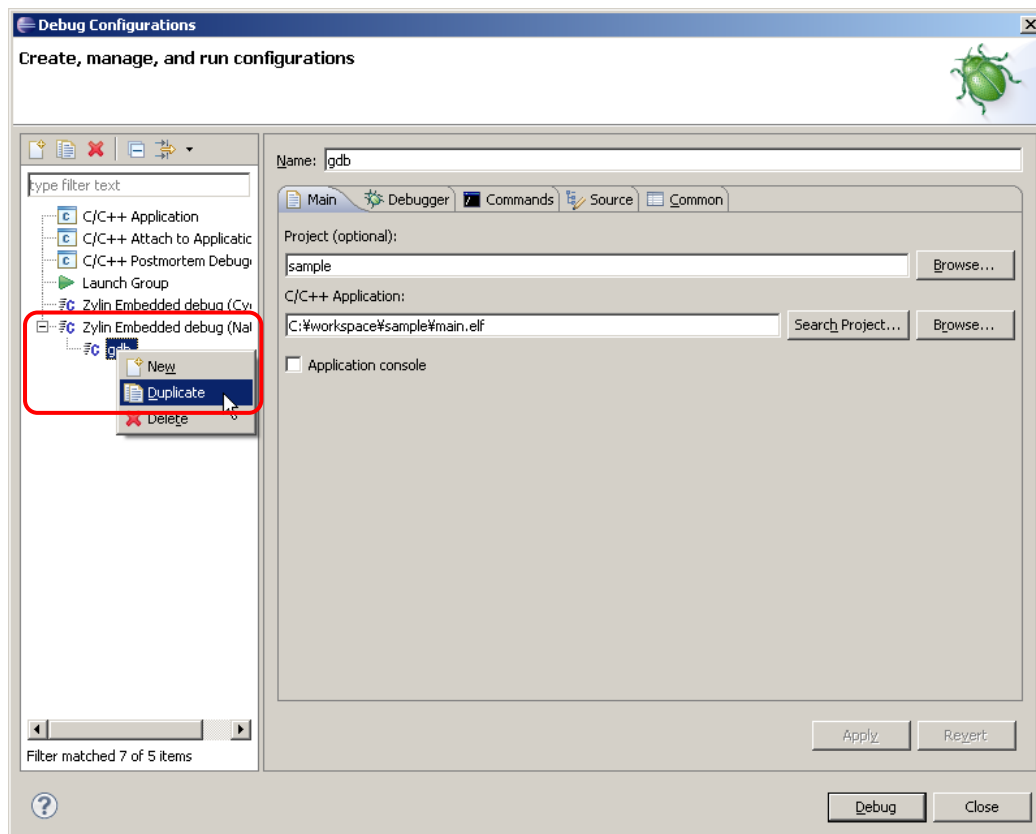 Debug Configurations
Create, manage, and run configurations
Name: gdb
type filter text
Main Debugger Commands Source Common
C/C++ Application
C/C++ Attach to Applicatic
C/C++ Postmortem Debug
Launch Group
Zylin Embedded debug (Cy
Zylin Embedded debug (Nat
gdb
New
Duplicate
Delete
Project (optional):
sample Browse...
C/C++ Application:
C:¥workspace¥sample¥main.elf Search Project... Browse...
Application console
Filter matched 7 of 5 items
Apply Revert
? Debug Close